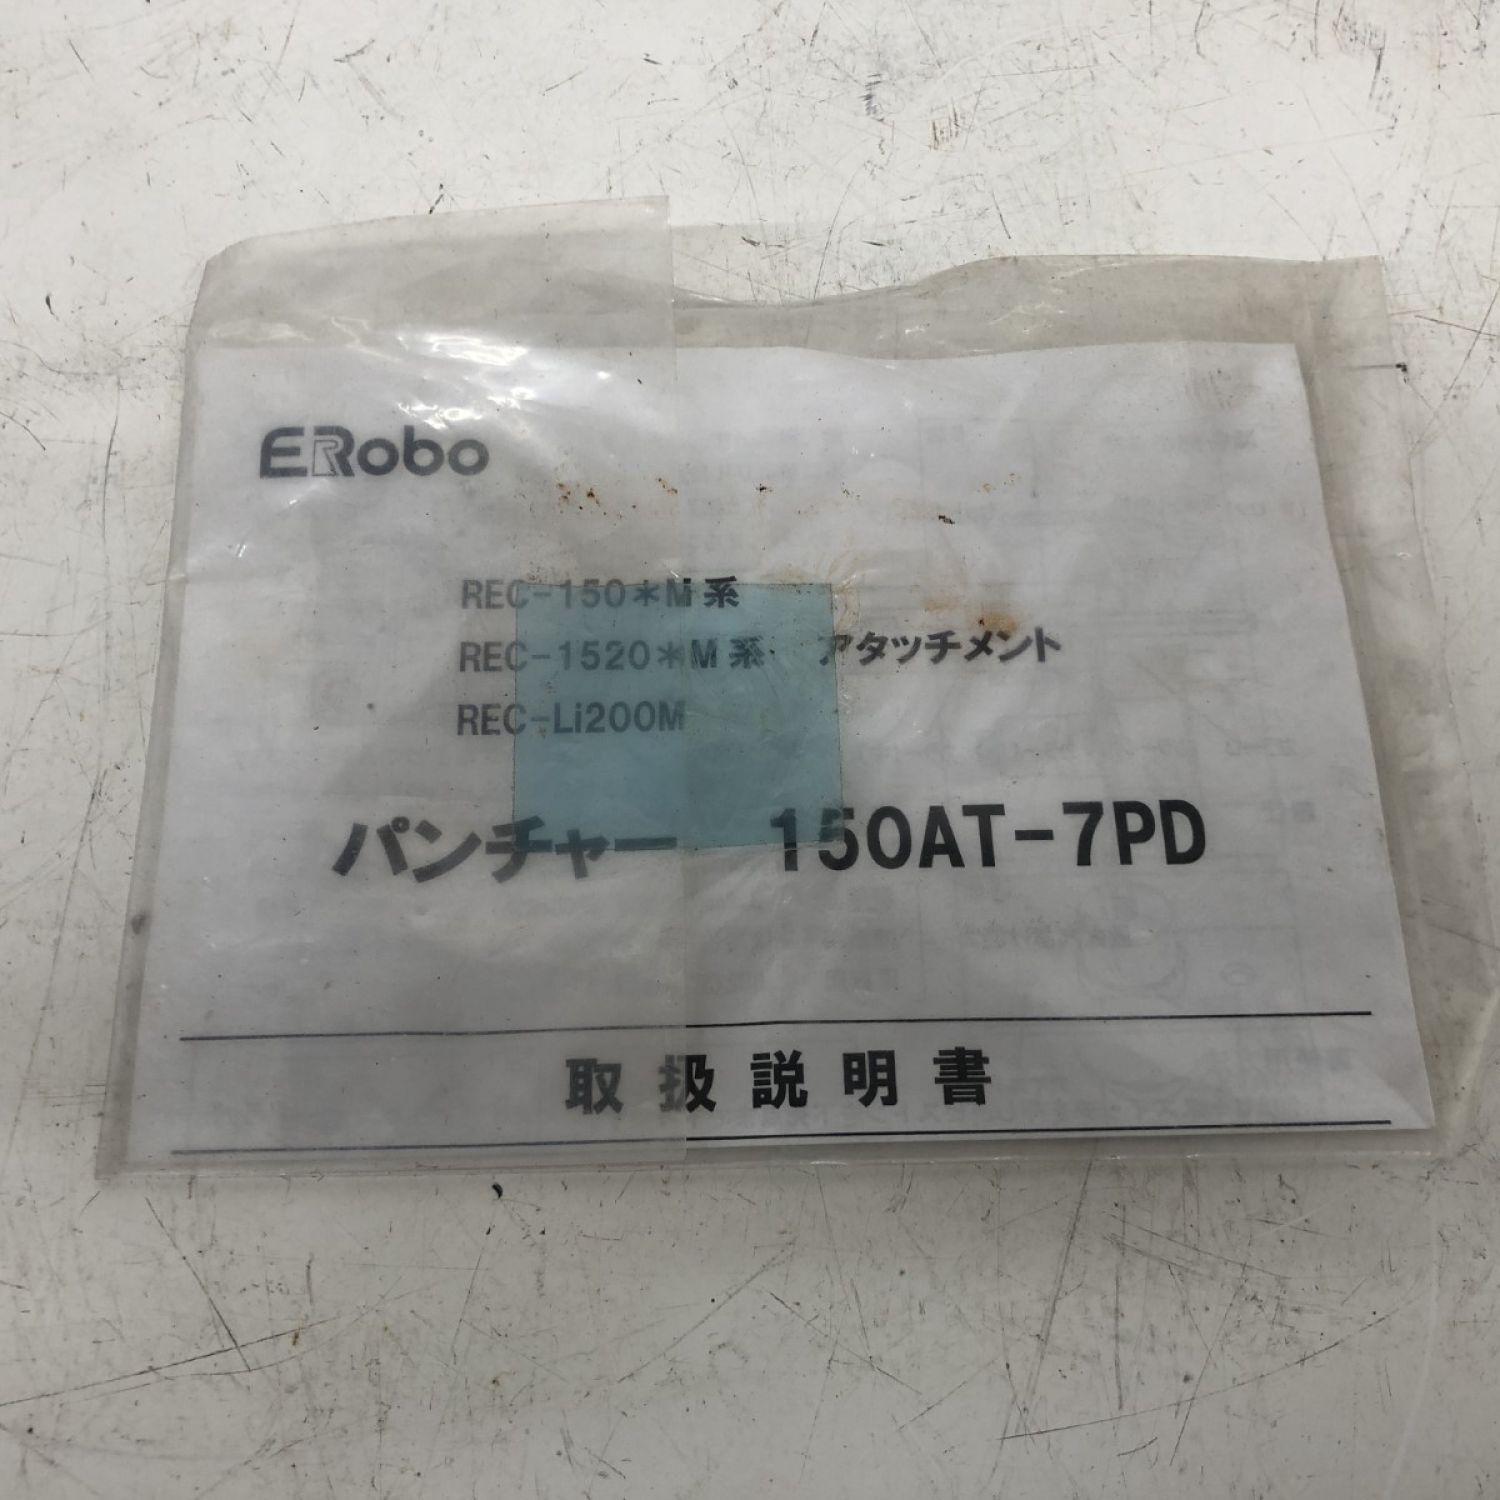 ERobo
REC-150*M系
REC-1520*M系 アタッチメント
REC-Li200M
パンチャー 150AT-7PD
取扱説明書